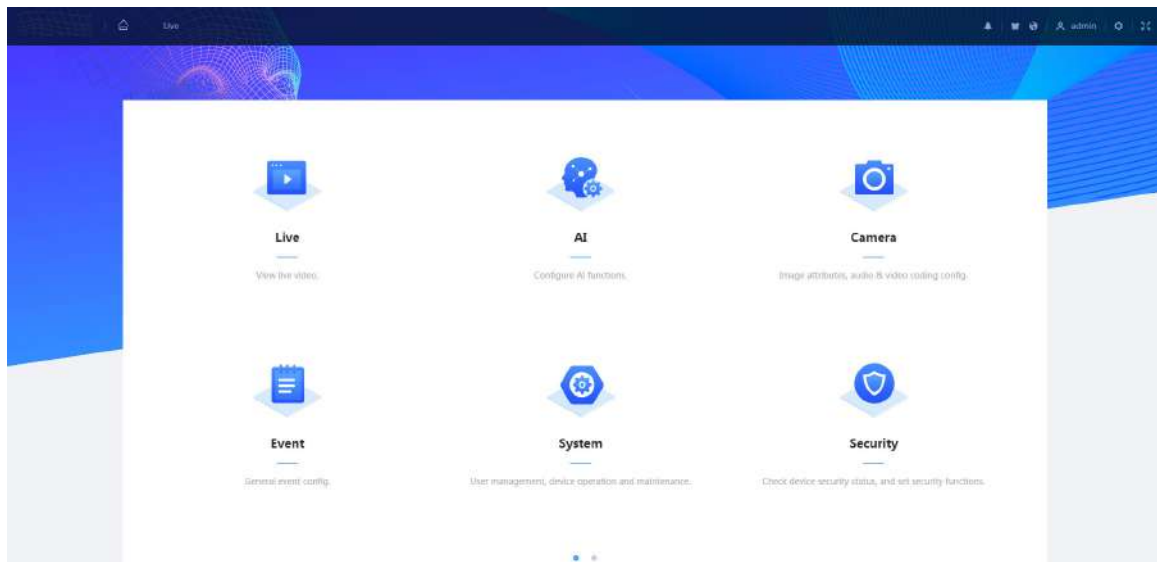 Live
admin
Live
AI
Camera
View live video.
Configure AI functions.
Image attributes, audio & video coding config.
Event
System
Security
General event config.
User management, device operation and maintenance.
Check device security status, and set security functions.